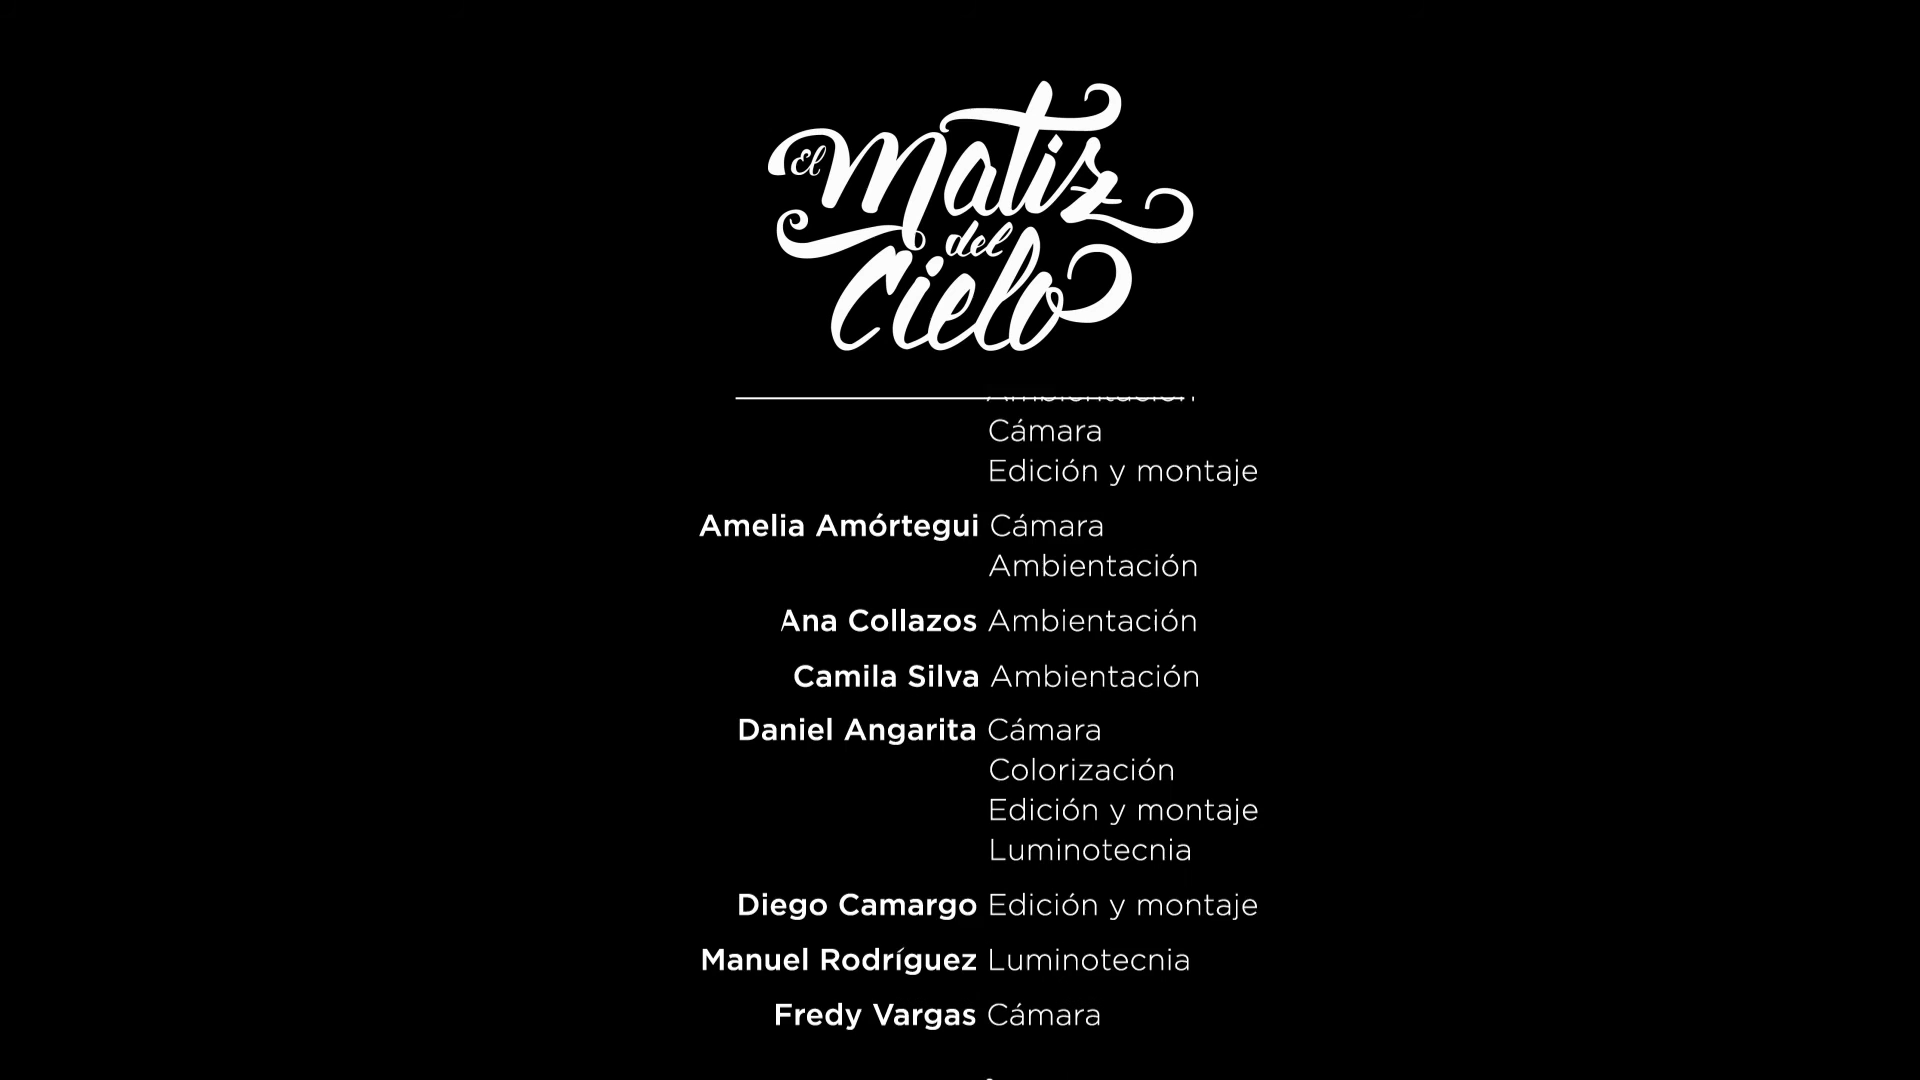 El Matiz
del
Cielo
Cámara
Edición y montaje
Amelia Amórtegui Cámara
Ambientación
Ana Collazos Ambientación
Camila Silva Ambientación
Daniel Angarita Cámara
Colorización
Edición y montaje
Luminotecnia
Diego Camargo Edición y montaje
Manuel Rodríguez Luminotecnia
Fredy Vargas Cámara